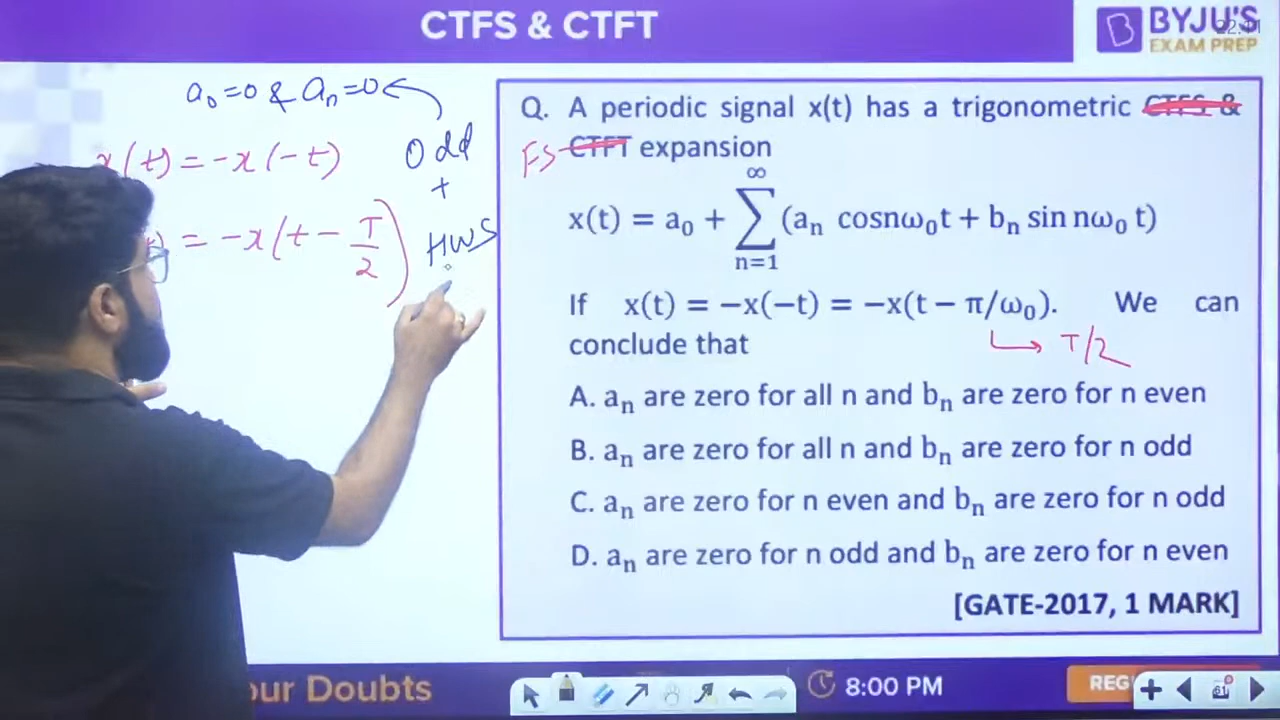 CTFS & CTFT
BYJU'S
EXAM PREP
a₀=0 & aₙ=0
x(t) = -x(-t)
Odd
+
= -x(t - T/2)
HWS
Q. A periodic signal x(t) has a trigonometric CTFS &
FS CTFT expansion
x(t) = a₀ + ∑_{n=1}^{∞} (aₙ cosnω₀t + bₙ sin nω₀ t)
If x(t) = −x(−t) = −x(t − π/ω₀). We can
T/2
conclude that
A. aₙ are zero for all n and bₙ are zero for n even
B. aₙ are zero for all n and bₙ are zero for n odd
C. aₙ are zero for n even and bₙ are zero for n odd
D. aₙ are zero for n odd and bₙ are zero for n even
[GATE-2017, 1 MARK]
our Doubts
8:00 PM
REG